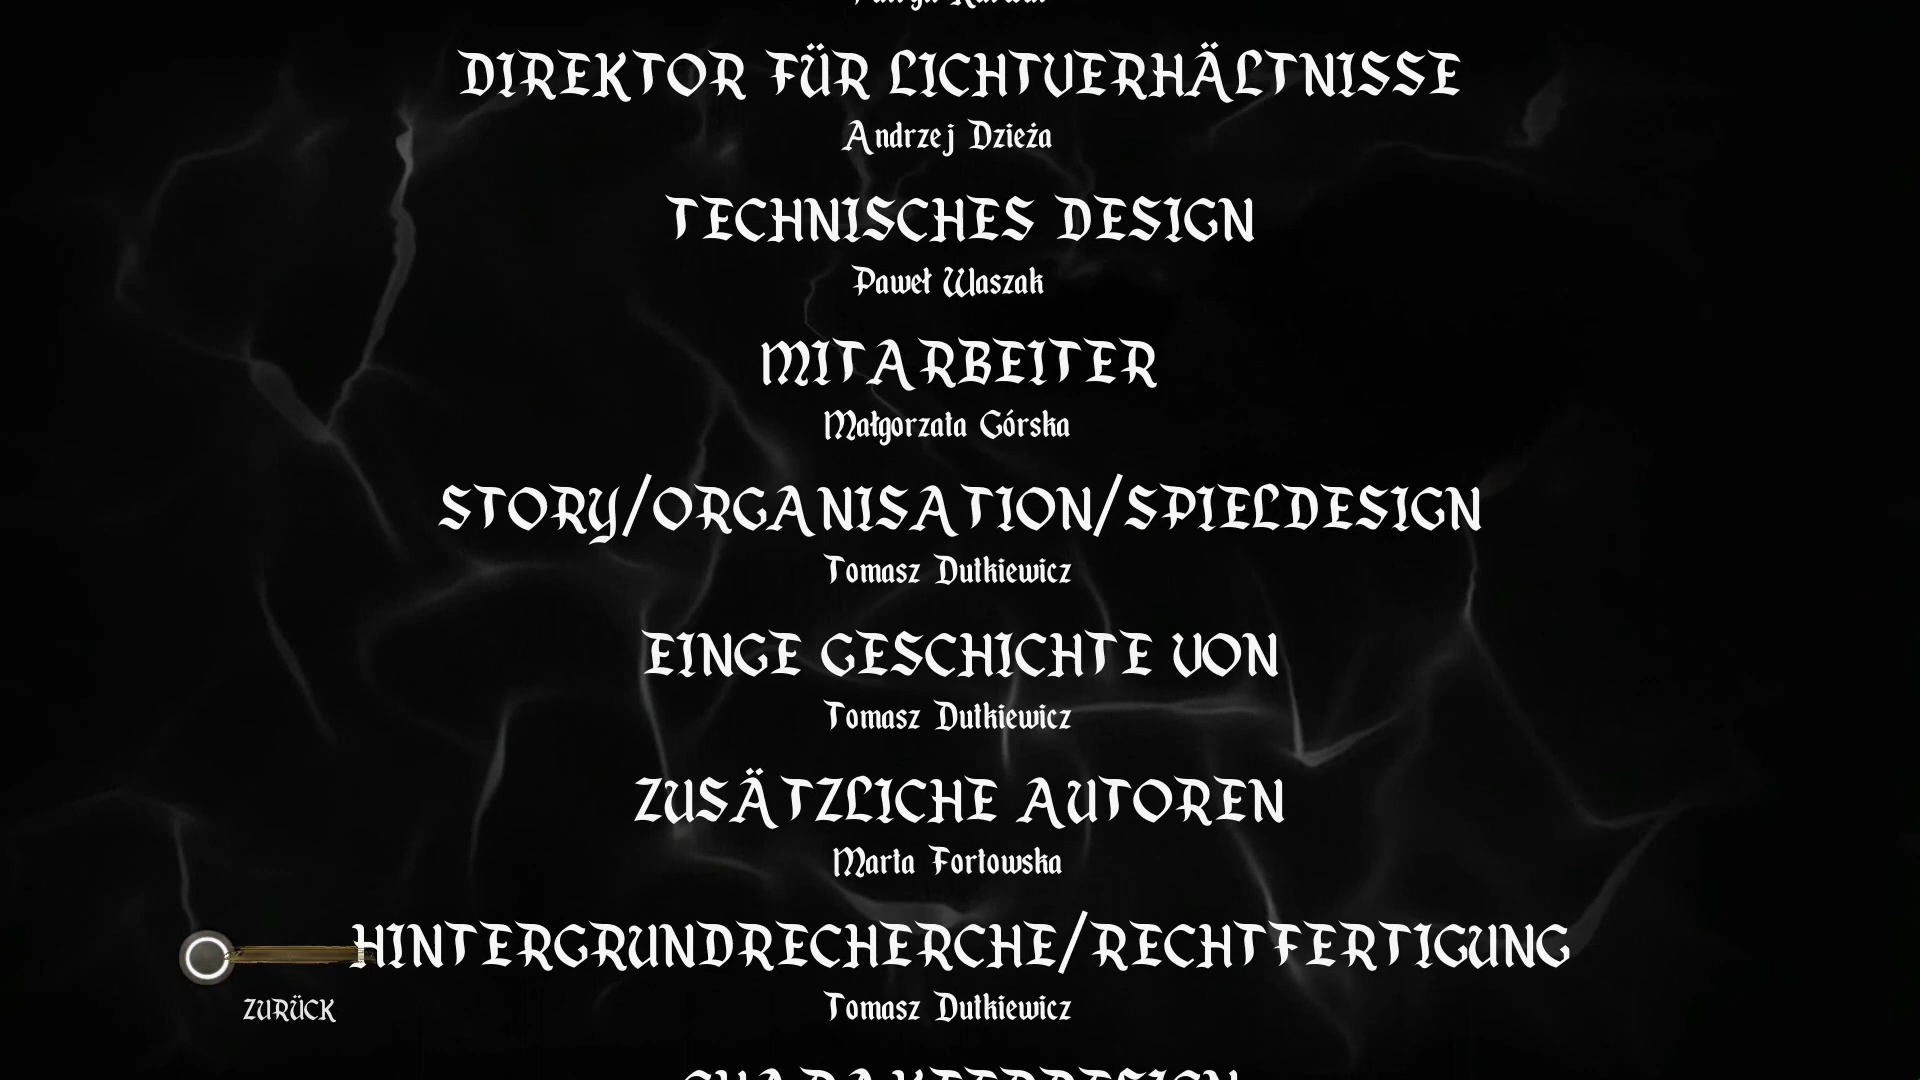 DIREKTOR FÜR LICHTVERHÄLTNISSE
Andrzej Dzieża
TECHNISCHES DESIGN
Paweł Waszak
MITARBEITER
Małgorzata Górska
STORY/ORGANISATION/SPIELDESIGN
Tomasz Dutkiewicz
EINGE GESCHICHTE VON
Tomasz Dutkiewicz
ZUSÄTZLICHE AUTOREN
Marta Fortowska
HINTERGRUNDRECHERCHE/RECHTFERTIGUNG
ZURÜCK
Tomasz Dutkiewicz